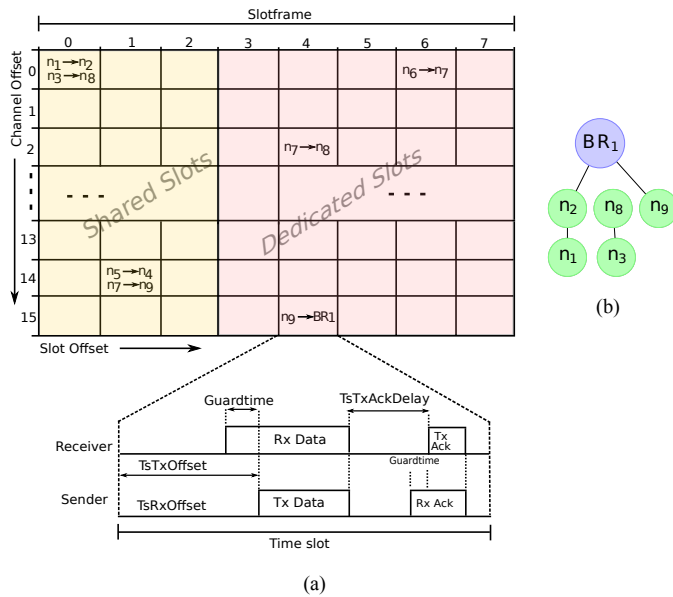 Slotframe
0 1 2 3 4 5 6 7
Channel Offset
0
n1→n2
n3→n8
n6→n7
1
2
n7→n8
Shared Slots
Dedicated Slots
13
14
n5→n4
n7→n9
15
n9→BR1
Slot Offset
BR1
n2
n8
n9
n1
n3
(b)
Guardtime
TsTxAckDelay
Receiver
Rx Data
Tx
Ack
Guardtime
TsTxOffset
Sender
TsRxOffset
Tx Data
Rx Ack
Time slot
(a)